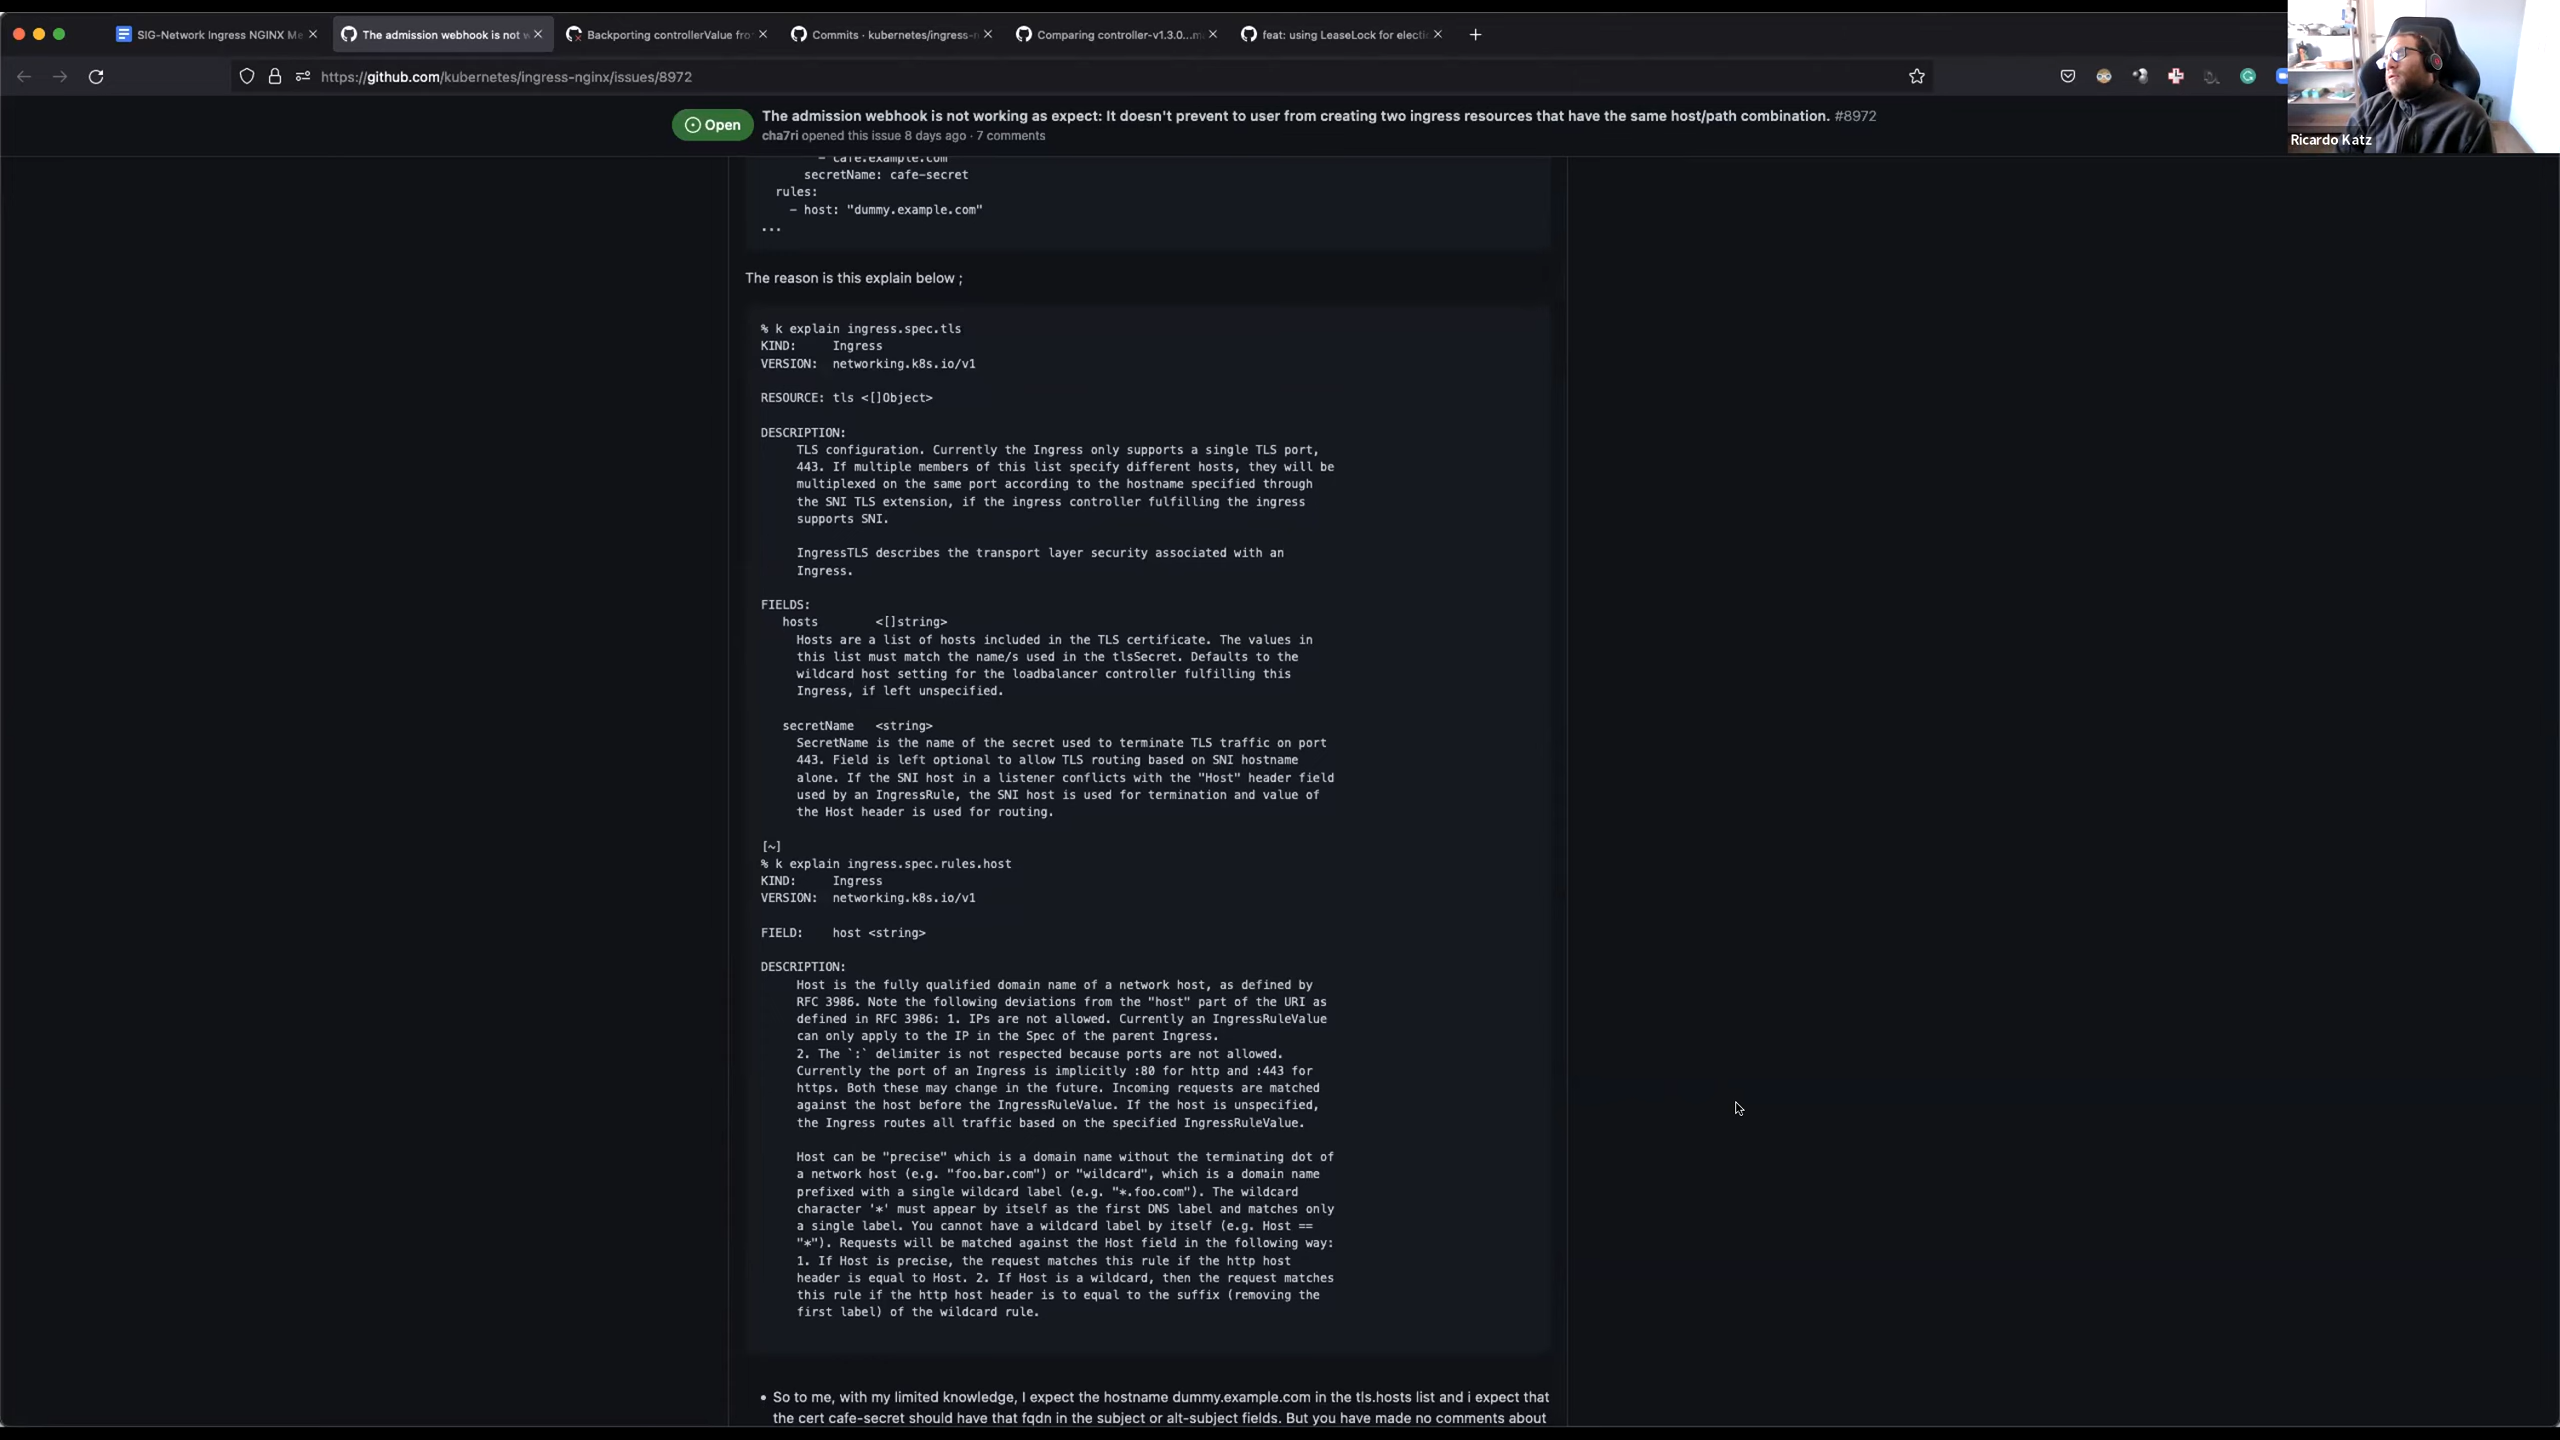 SIG-Network Ingress NGINX Me
The admission webhook is not w
Backporting controllerValue fro
Commits · kubernetes/ingress-n
Comparing controller-v1.3.0...m
feat: using LeaseLock for electi
https://github.com/kubernetes/ingress-nginx/issues/8972
Open
The admission webhook is not working as expect: It doesn't prevent to user from creating two ingress resources that have the same host/path combination. #8972
cha7ri opened this issue 8 days ago · 7 comments
Ricardo Katz
- cafe.example.com
secretName: cafe-secret
rules:
- host: "dummy.example.com"
...
The reason is this explain below ;
% k explain ingress.spec.tls
KIND: Ingress
VERSION: networking.k8s.io/v1
RESOURCE: tls <[]Object>
DESCRIPTION:
TLS configuration. Currently the Ingress only supports a single TLS port,
443. If multiple members of this list specify different hosts, they will be
multiplexed on the same port according to the hostname specified through
the SNI TLS extension, if the ingress controller fulfilling the ingress
supports SNI.
IngressTLS describes the transport layer security associated with an
Ingress.
FIELDS:
hosts <[]string>
Hosts are a list of hosts included in the TLS certificate. The values in
this list must match the name/s used in the tlsSecret. Defaults to the
wildcard host setting for the loadbalancer controller fulfilling this
Ingress, if left unspecified.
secretName <string>
SecretName is the name of the secret used to terminate TLS traffic on port
443. Field is left optional to allow TLS routing based on SNI hostname
alone. If the SNI host in a listener conflicts with the "Host" header field
used by an IngressRule, the SNI host is used for termination and value of
the Host header is used for routing.
[~]
% k explain ingress.spec.rules.host
KIND: Ingress
VERSION: networking.k8s.io/v1
FIELD: host <string>
DESCRIPTION:
Host is the fully qualified domain name of a network host, as defined by
RFC 3986. Note the following deviations from the "host" part of the URI as
defined in RFC 3986: 1. IPs are not allowed. Currently an IngressRuleValue
can only apply to the IP in the Spec of the parent Ingress.
2. The `:` delimiter is not respected because ports are not allowed.
Currently the port of an Ingress is implicitly :80 for http and :443 for
https. Both these may change in the future. Incoming requests are matched
against the host before the IngressRuleValue. If the host is unspecified,
the Ingress routes all traffic based on the specified IngressRuleValue.
Host can be "precise" which is a domain name without the terminating dot of
a network host (e.g. "foo.bar.com") or "wildcard", which is a domain name
prefixed with a single wildcard label (e.g. "*.foo.com"). The wildcard
character '*' must appear by itself as the first DNS label and matches only
a single label. You cannot have a wildcard label by itself (e.g. Host ==
"*"). Requests will be matched against the Host field in the following way:
1. If Host is precise, the request matches this rule if the http host
header is equal to Host. 2. If Host is a wildcard, then the request matches
this rule if the http host header is to equal to the suffix (removing the
first label) of the wildcard rule.
• So to me, with my limited knowledge, I expect the hostname dummy.example.com in the tls.hosts list and i expect that
the cert cafe-secret should have that fqdn in the subject or alt-subject fields. But you have made no comments about